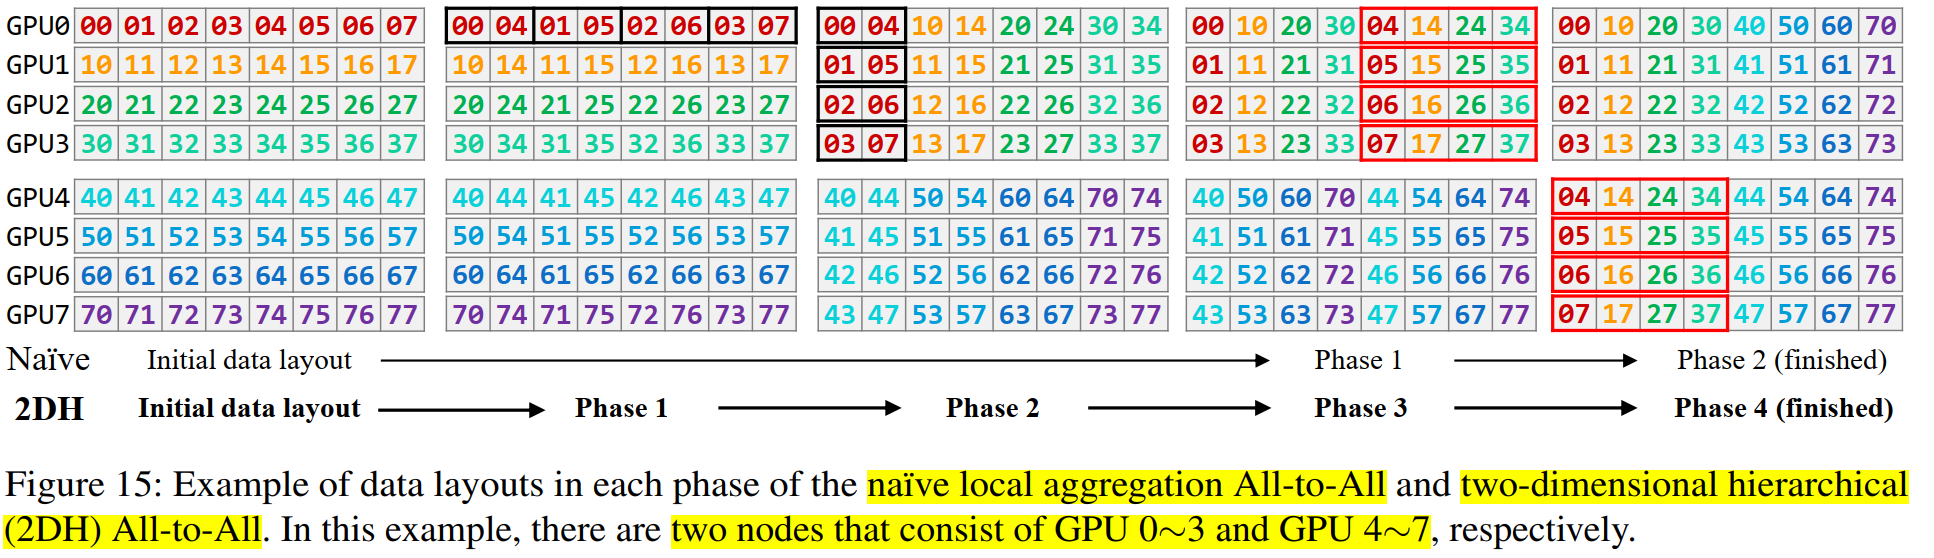 GPU0 00 01 02 03 04 05 06 07 00 04 01 05 02 06 03 07 00 04 10 14 20 24 30 34 00 10 20 30 04 14 24 34 00 10 20 30 40 50 60 70
GPU1 10 11 12 13 14 15 16 17 10 14 11 15 12 16 13 17 01 05 11 15 21 25 31 35 01 11 21 31 05 15 25 35 01 11 21 31 41 51 61 71
GPU2 20 21 22 23 24 25 26 27 20 24 21 25 22 26 23 27 02 06 12 16 22 26 32 36 02 12 22 32 06 16 26 36 02 12 22 32 42 52 62 72
GPU3 30 31 32 33 34 35 36 37 30 34 31 35 32 36 33 37 03 07 13 17 23 27 33 37 03 13 23 33 07 17 27 37 03 13 23 33 43 53 63 73
GPU4 40 41 42 43 44 45 46 47 40 44 41 45 42 46 43 47 40 44 50 54 60 64 70 74 40 50 60 70 44 54 64 74 04 14 24 34 44 54 64 74
GPU5 50 51 52 53 54 55 56 57 50 54 51 55 52 56 53 57 41 45 51 55 61 65 71 75 41 51 61 71 45 55 65 75 05 15 25 35 45 55 65 75
GPU6 60 61 62 63 64 65 66 67 60 64 61 65 62 66 63 67 42 46 52 56 62 66 72 76 42 52 62 72 46 56 66 76 06 16 26 36 46 56 66 76
GPU7 70 71 72 73 74 75 76 77 70 74 71 75 72 76 73 77 43 47 53 57 63 67 73 77 43 53 63 73 47 57 67 77 07 17 27 37 47 57 67 77
Naïve Initial data layout Phase 1 Phase 2 (finished)
2DH Initial data layout Phase 1 Phase 2 Phase 3 Phase 4 (finished)
Figure 15: Example of data layouts in each phase of the naïve local aggregation All-to-All and two-dimensional hierarchical
(2DH) All-to-All. In this example, there are two nodes that consist of GPU 0∼3 and GPU 4∼7, respectively.